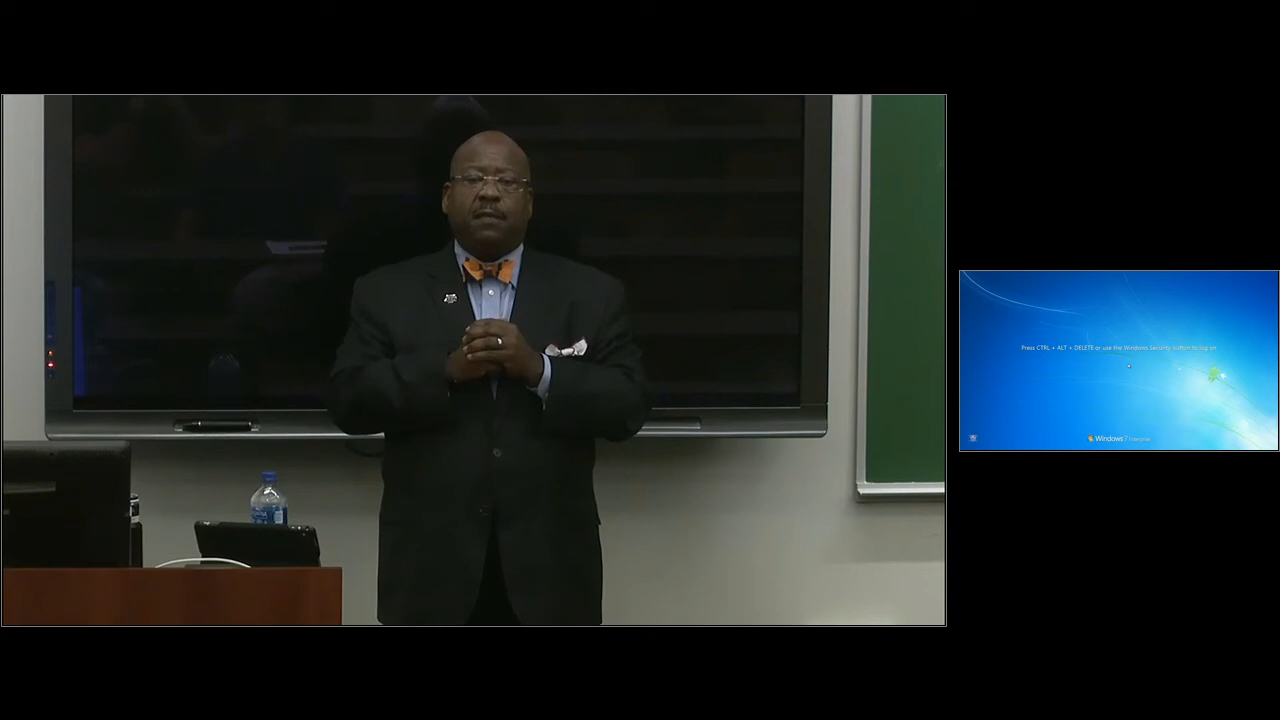 Press CTRL + ALT + DELETE or use the Windows Security button to log on
Windows 7 Enterprise